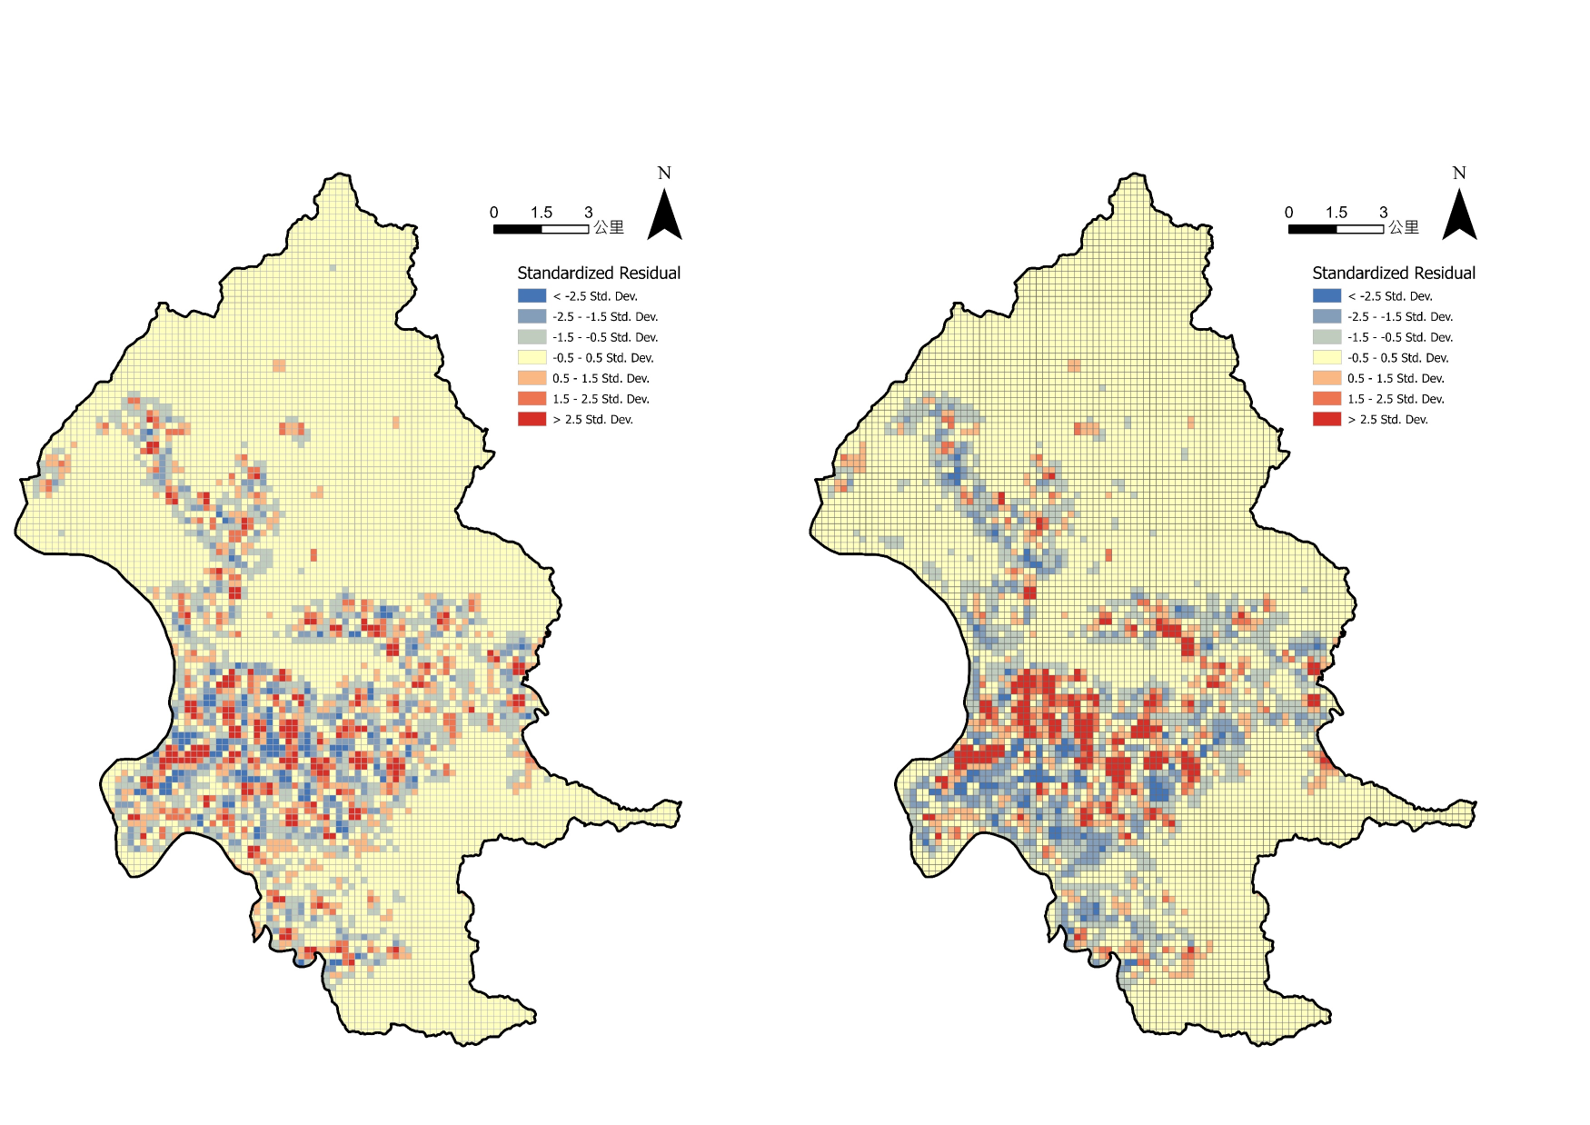 N
0 1.5 3
公里
Standardized Residual
< -2.5 Std. Dev.
-2.5 - -1.5 Std. Dev.
-1.5 - -0.5 Std. Dev.
-0.5 - 0.5 Std. Dev.
0.5 - 1.5 Std. Dev.
1.5 - 2.5 Std. Dev.
> 2.5 Std. Dev.
N
0 1.5 3
公里
Standardized Residual
< -2.5 Std. Dev.
-2.5 - -1.5 Std. Dev.
-1.5 - -0.5 Std. Dev.
-0.5 - 0.5 Std. Dev.
0.5 - 1.5 Std. Dev.
1.5 - 2.5 Std. Dev.
> 2.5 Std. Dev.